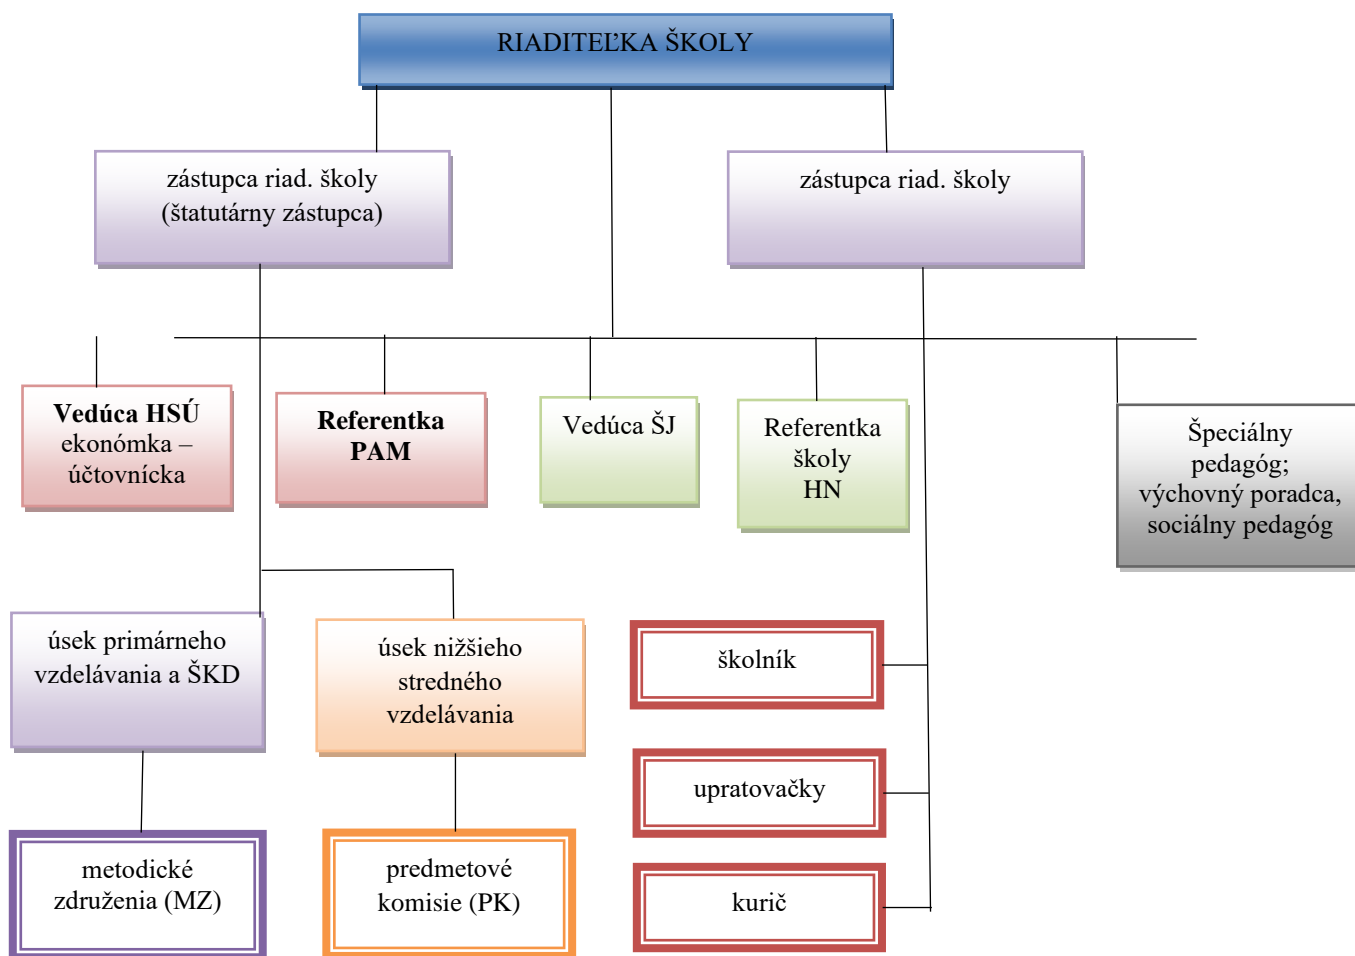 RIADITEĽKA ŠKOLY
zástupca riad. školy
(štatutárny zástupca)
zástupca riad. školy
Vedúca HSÚ
ekonómka –
účtovnícka
Referentka
PAM
Vedúca ŠJ
Referentka
školy
HN
Špeciálny
pedagóg;
výchovný poradca,
sociálny pedagóg
úsek primárneho
vzdelávania a ŠKD
úsek nižšieho
stredného
vzdelávania
školník
upratovačky
kurič
metodické
združenia (MZ)
predmetové
komisie (PK)